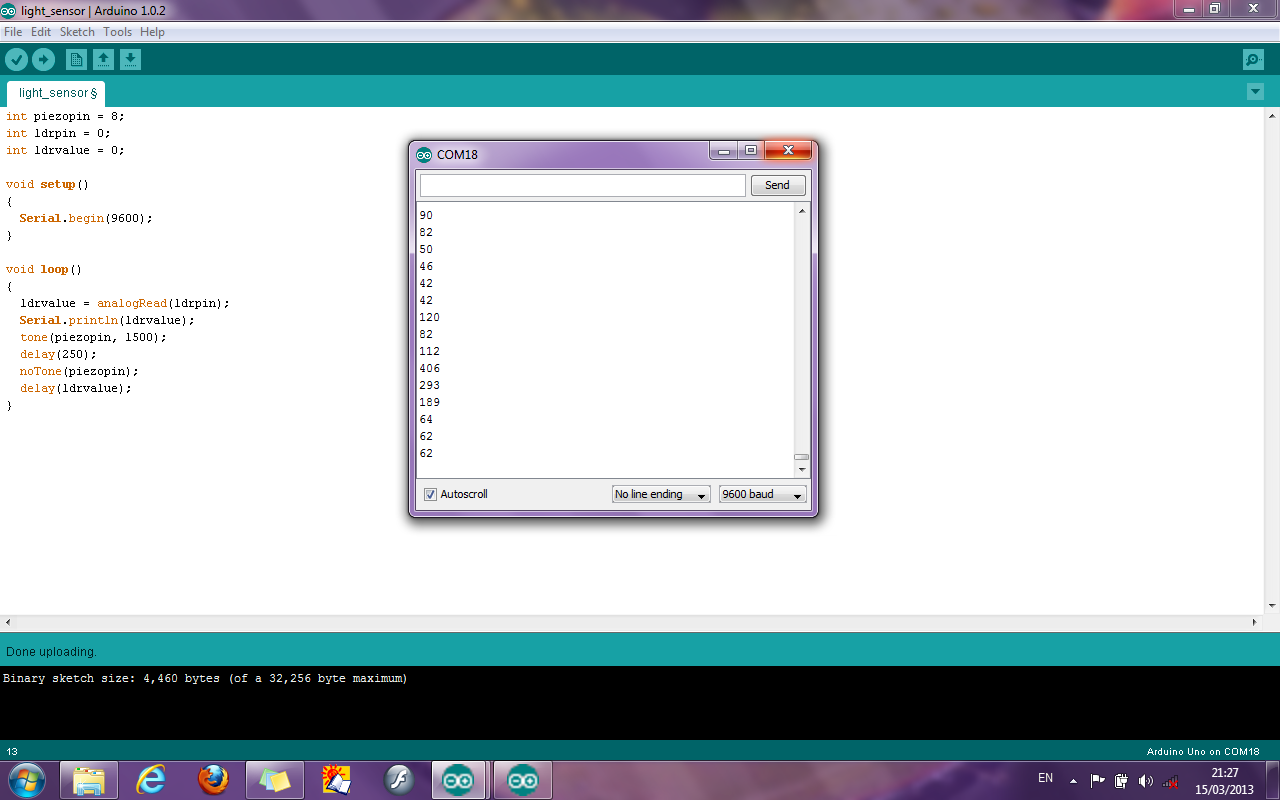 light_sensor | Arduino 1.0.2
File Edit Sketch Tools Help
light_sensor §
int piezopin = 8;
int ldrpin = 0;
int ldrvalue = 0;
void setup()
{
Serial.begin(9600);
}
void loop()
{
ldrvalue = analogRead(ldrpin);
Serial.println(ldrvalue);
tone(piezopin, 1500);
delay(250);
noTone(piezopin);
delay(ldrvalue);
}
COM18
Send
90
82
50
46
42
42
120
82
112
406
293
189
64
62
62
Autoscroll
No line ending
9600 baud
Done uploading.
Binary sketch size: 4,460 bytes (of a 32,256 byte maximum)
13
Arduino Uno on COM18
EN
21:27
15/03/2013